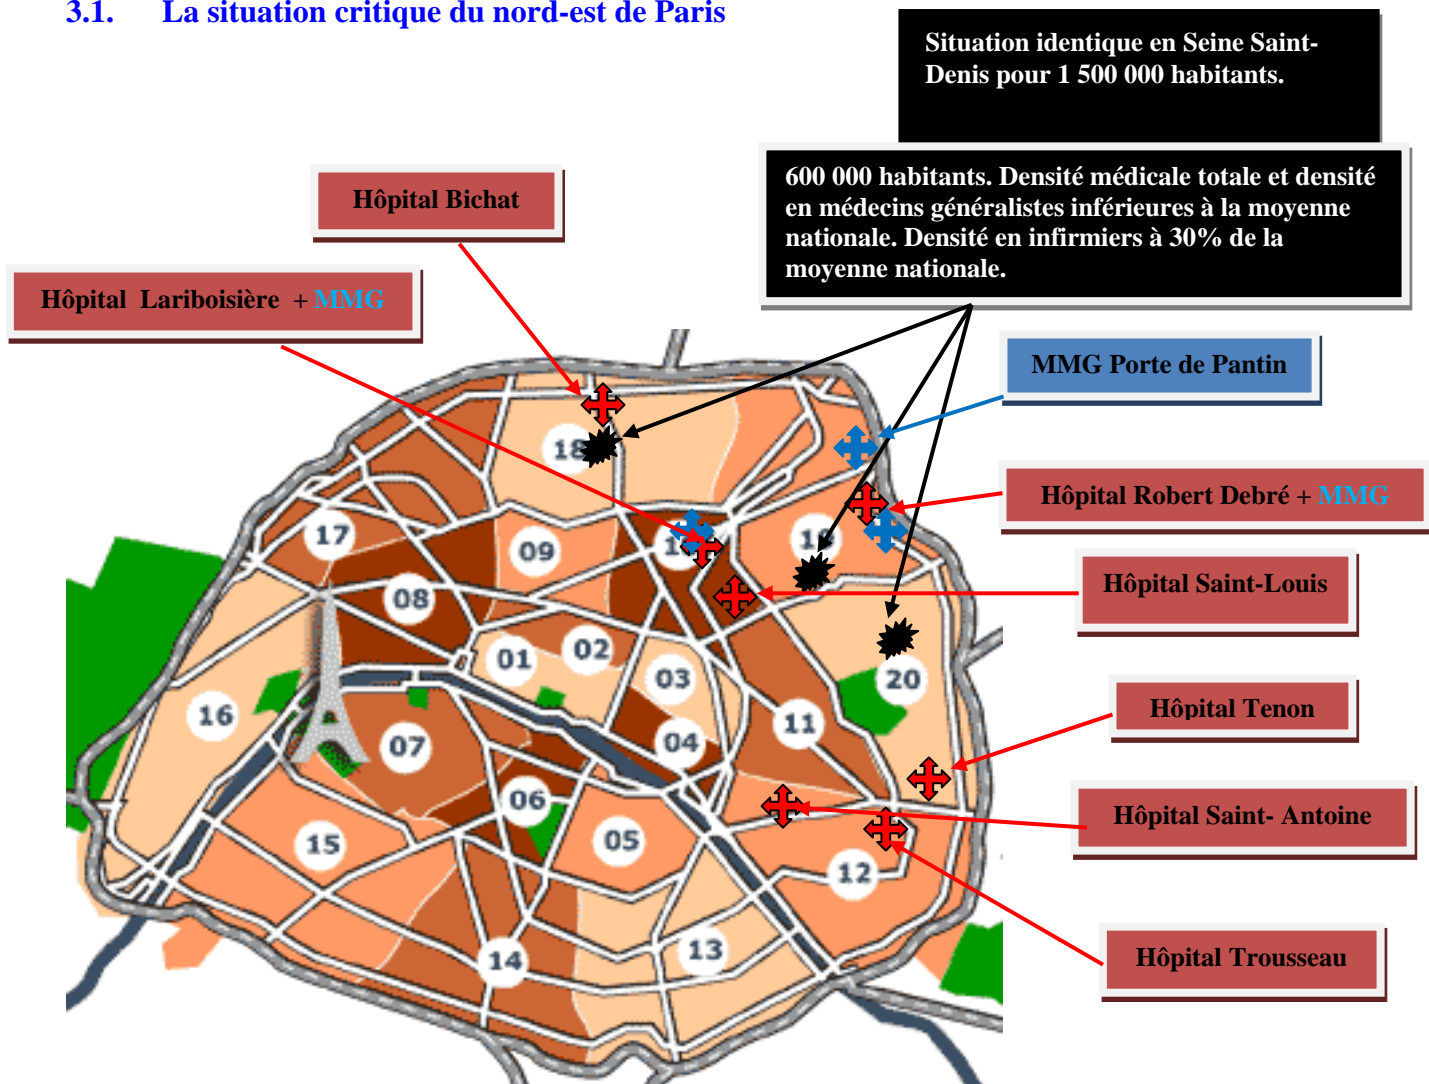 3.1. La situation critique du nord-est de Paris
Situation identique en Seine Saint-
Denis pour 1 500 000 habitants.
600 000 habitants. Densité médicale totale et densité
en médecins généralistes inférieures à la moyenne
nationale. Densité en infirmiers à 30% de la
moyenne nationale.
Hôpital Bichat
Hôpital Lariboisière + MMG
MMG Porte de Pantin
Hôpital Robert Debré + MMG
Hôpital Saint-Louis
Hôpital Tenon
Hôpital Saint- Antoine
Hôpital Trousseau
18
17
09
08
01
02
03
16
07
04
11
20
06
15
05
12
13
14